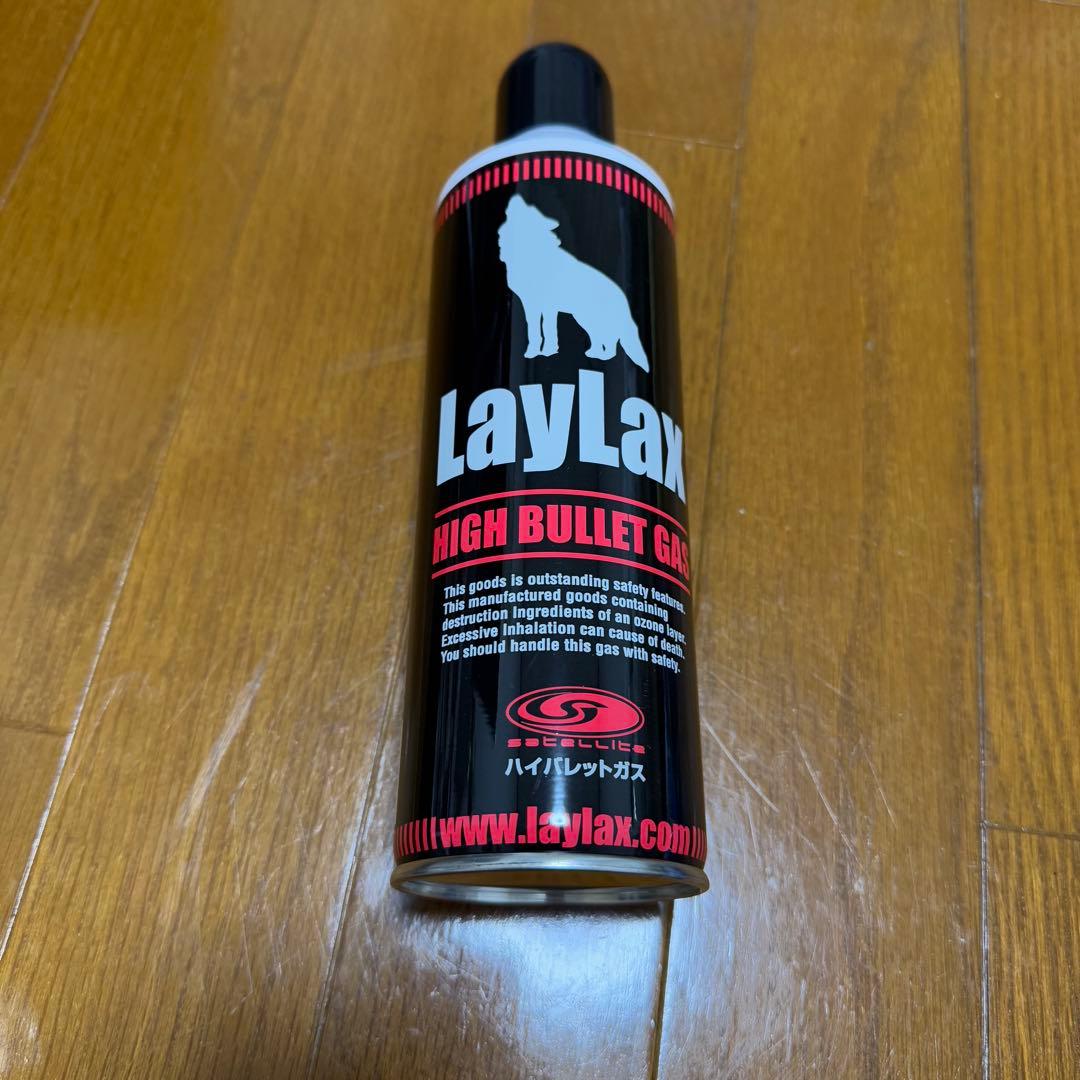 LayLax
HIGH BULLET GAS
This goods is outstanding safety features.
This manufactured goods containing
destruction Ingredients of an ozone layer.
Excessive Inhalation can cause of death.
You should handle this gas with safety.
satellite
ハイバレットガス
www.laylax.com